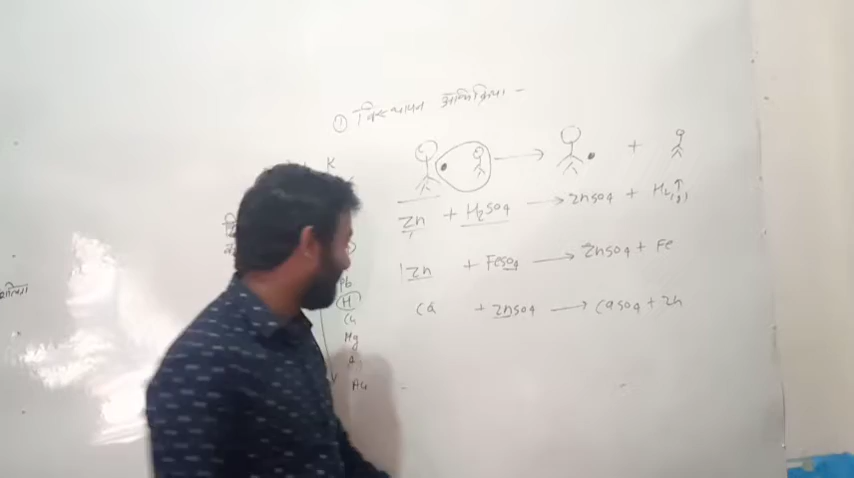 ① विस्थापन अभिक्रिया -
K
Zn + H₂SO₄ → ZnSO₄ + H₂(g)↑
Zn + FeSO₄ → ZnSO₄ + Fe
Ca + ZnSO₄ → CaSO₄ + Zn
Pb
H
Cu
Hg
Au